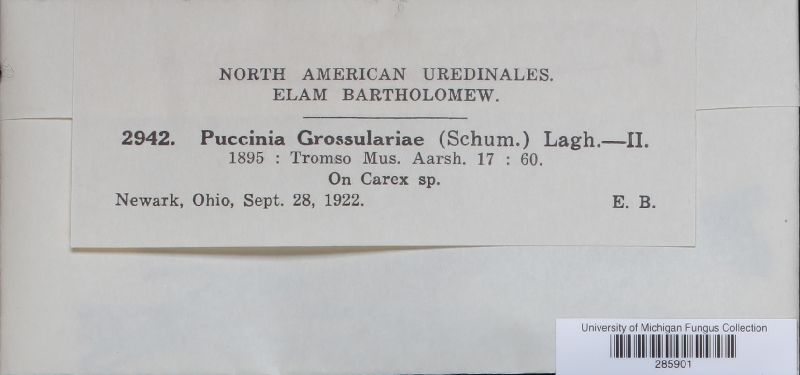 NORTH AMERICAN UREDINALES.
ELAM BARTHOLOMEW.
2942. Puccinia Grossulariae (Schum.) Lagh.—II.
1895 : Tromso Mus. Aarsh. 17 : 60.
On Carex sp.
Newark, Ohio, Sept. 28, 1922. E. B.
University of Michigan Fungus Collection
285901